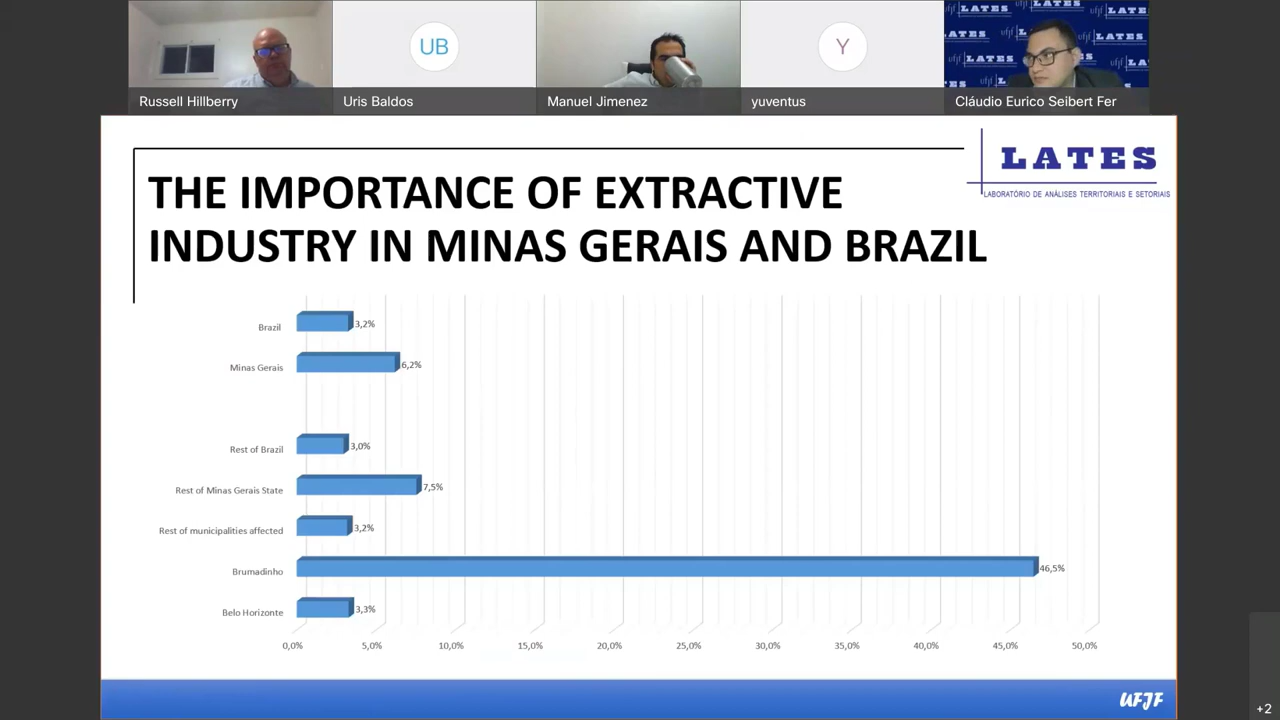 UB
Y
Russell Hillberry
Uris Baldos
Manuel Jimenez
yuventus
Cláudio Eurico Seibert Fer
LATES
LABORATÓRIO DE ANÁLISES TERRITORIAIS E SETORIAIS
THE IMPORTANCE OF EXTRACTIVE
INDUSTRY IN MINAS GERAIS AND BRAZIL
Brazil 3,2%
Minas Gerais 6,2%
Rest of Brazil 3,0%
Rest of Minas Gerais State 7,5%
Rest of municipalities affected 3,2%
Brumadinho 46,5%
Belo Horizonte 3,3%
0,0% 5,0% 10,0% 15,0% 20,0% 25,0% 30,0% 35,0% 40,0% 45,0% 50,0%
UFJF
+2